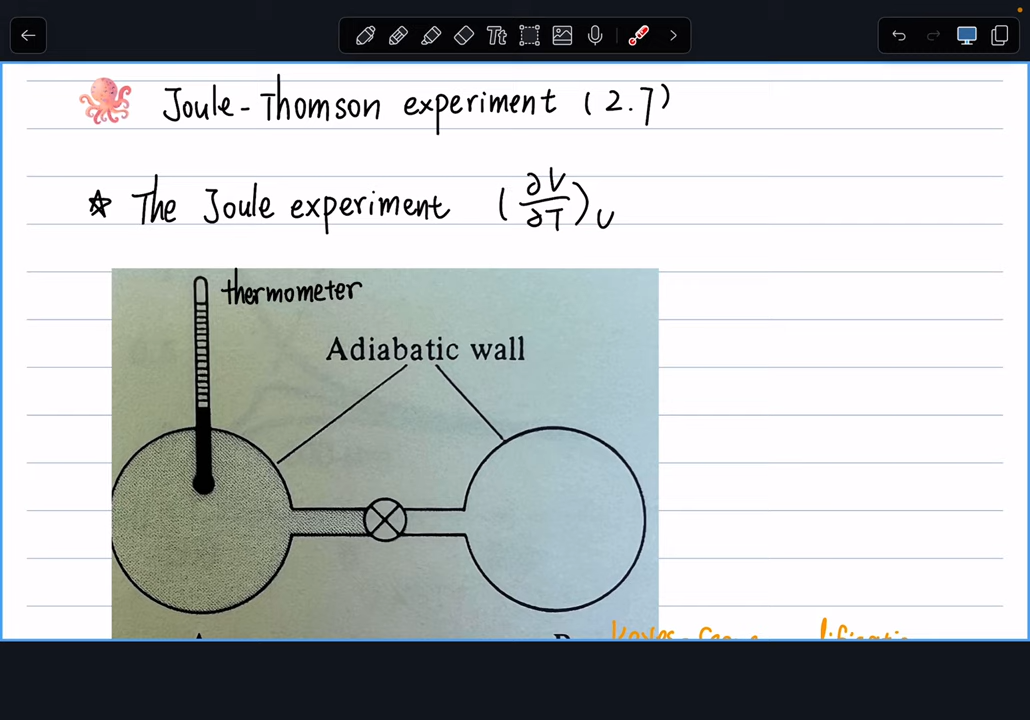 Joule-Thomson experiment (2.7)
☆ The Joule experiment (∂V/∂T)U
thermometer
Adiabatic wall